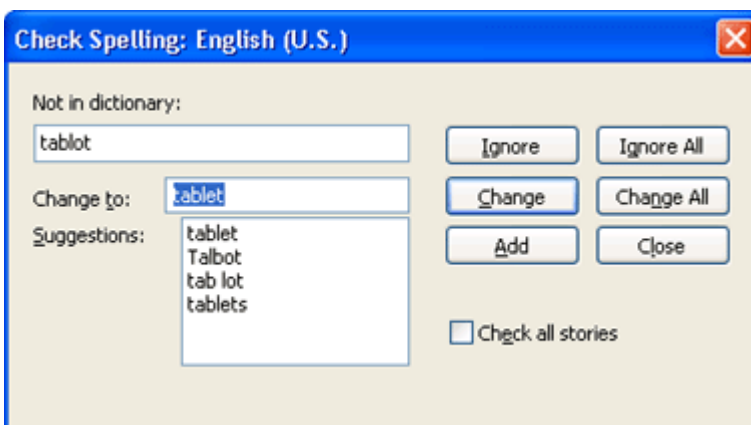 Check Spelling: English (U.S.)
Not in dictionary:
tablot
Ignore
Ignore All
Change to:
tablet
Change
Change All
Suggestions:
tablet
Talbot
tab lot
tablets
Add
Close
Check all stories